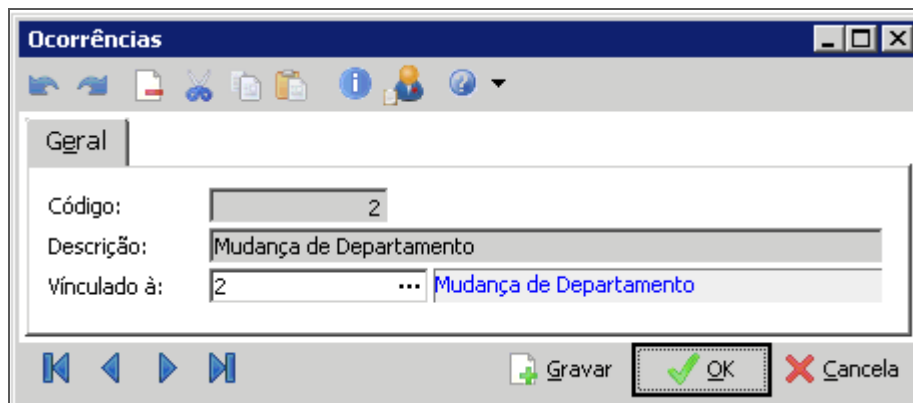 Ocorrências
Geral
Código: 2
Descrição: Mudança de Departamento
Vínculado à: 2 ... Mudança de Departamento
Gravar OK Cancela